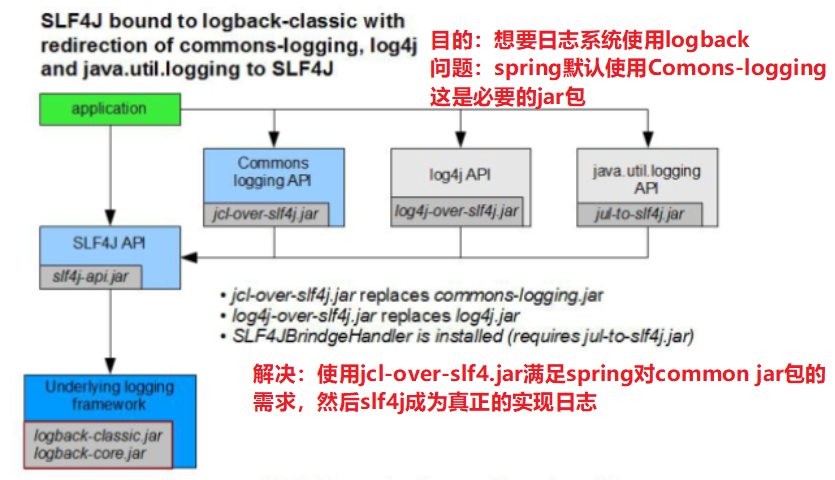 SLF4J bound to logback-classic with
redirection of commons-logging, log4j
and java.util.logging to SLF4J
目的：想要日志系统使用logback
问题：spring默认使用Comons-logging
这是必要的jar包
application
Commons
logging API
jcl-over-slf4j.jar
log4j API
log4j-over-slf4j.jar
java.util.logging
API
jul-to-slf4j.jar
SLF4J API
slf4j-api.jar
• jcl-over-slf4j.jar replaces commons-logging.jar
• log4j-over-slf4j.jar replaces log4j.jar
• SLF4JBrindgeHandler is installed (requires jul-to-slf4j.jar)
解决：使用jcl-over-slf4.jar满足spring对common jar包的
需求，然后slf4j成为真正的实现日志
Underlying logging
framework
logback-classic.jar
logback-core.jar